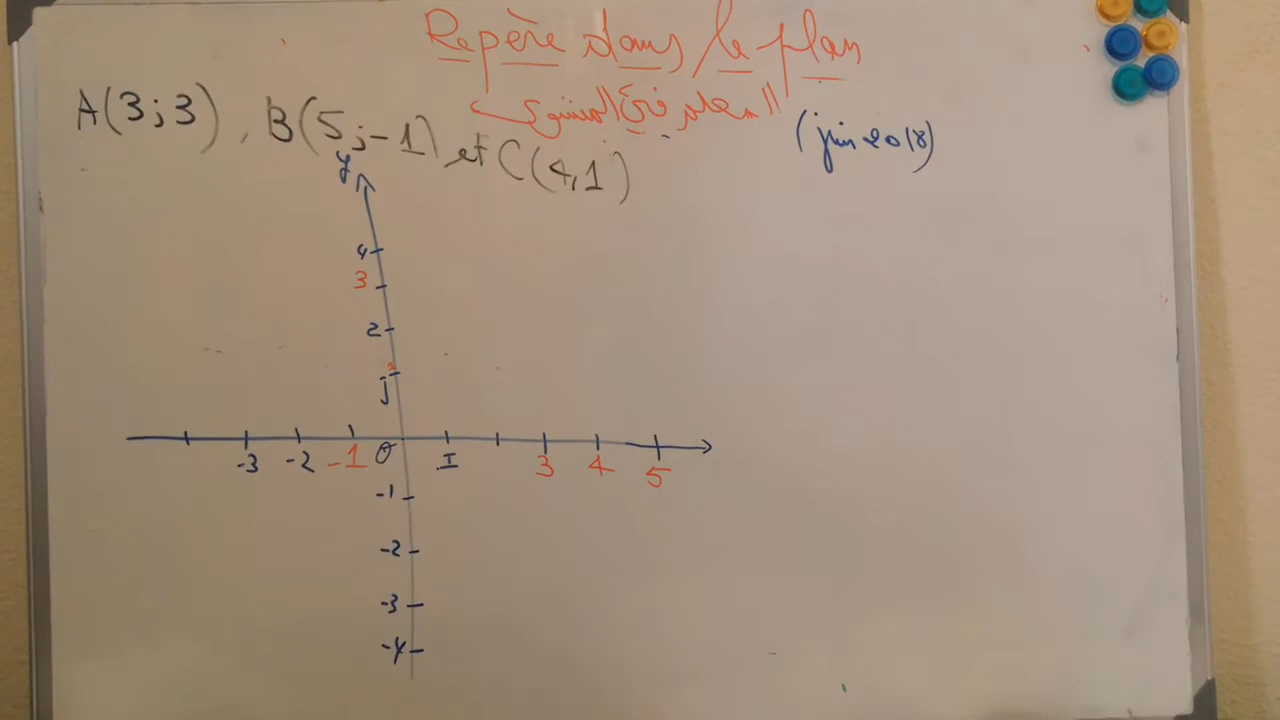 Repère dans le plan
المعلم في المستوى
A(3;3), B(5;-1) et C(4,1)
(juin 2018)
y
4
3
2
J
-3 -2 -1 O I 3 4 5
-1
-2
-3
-4